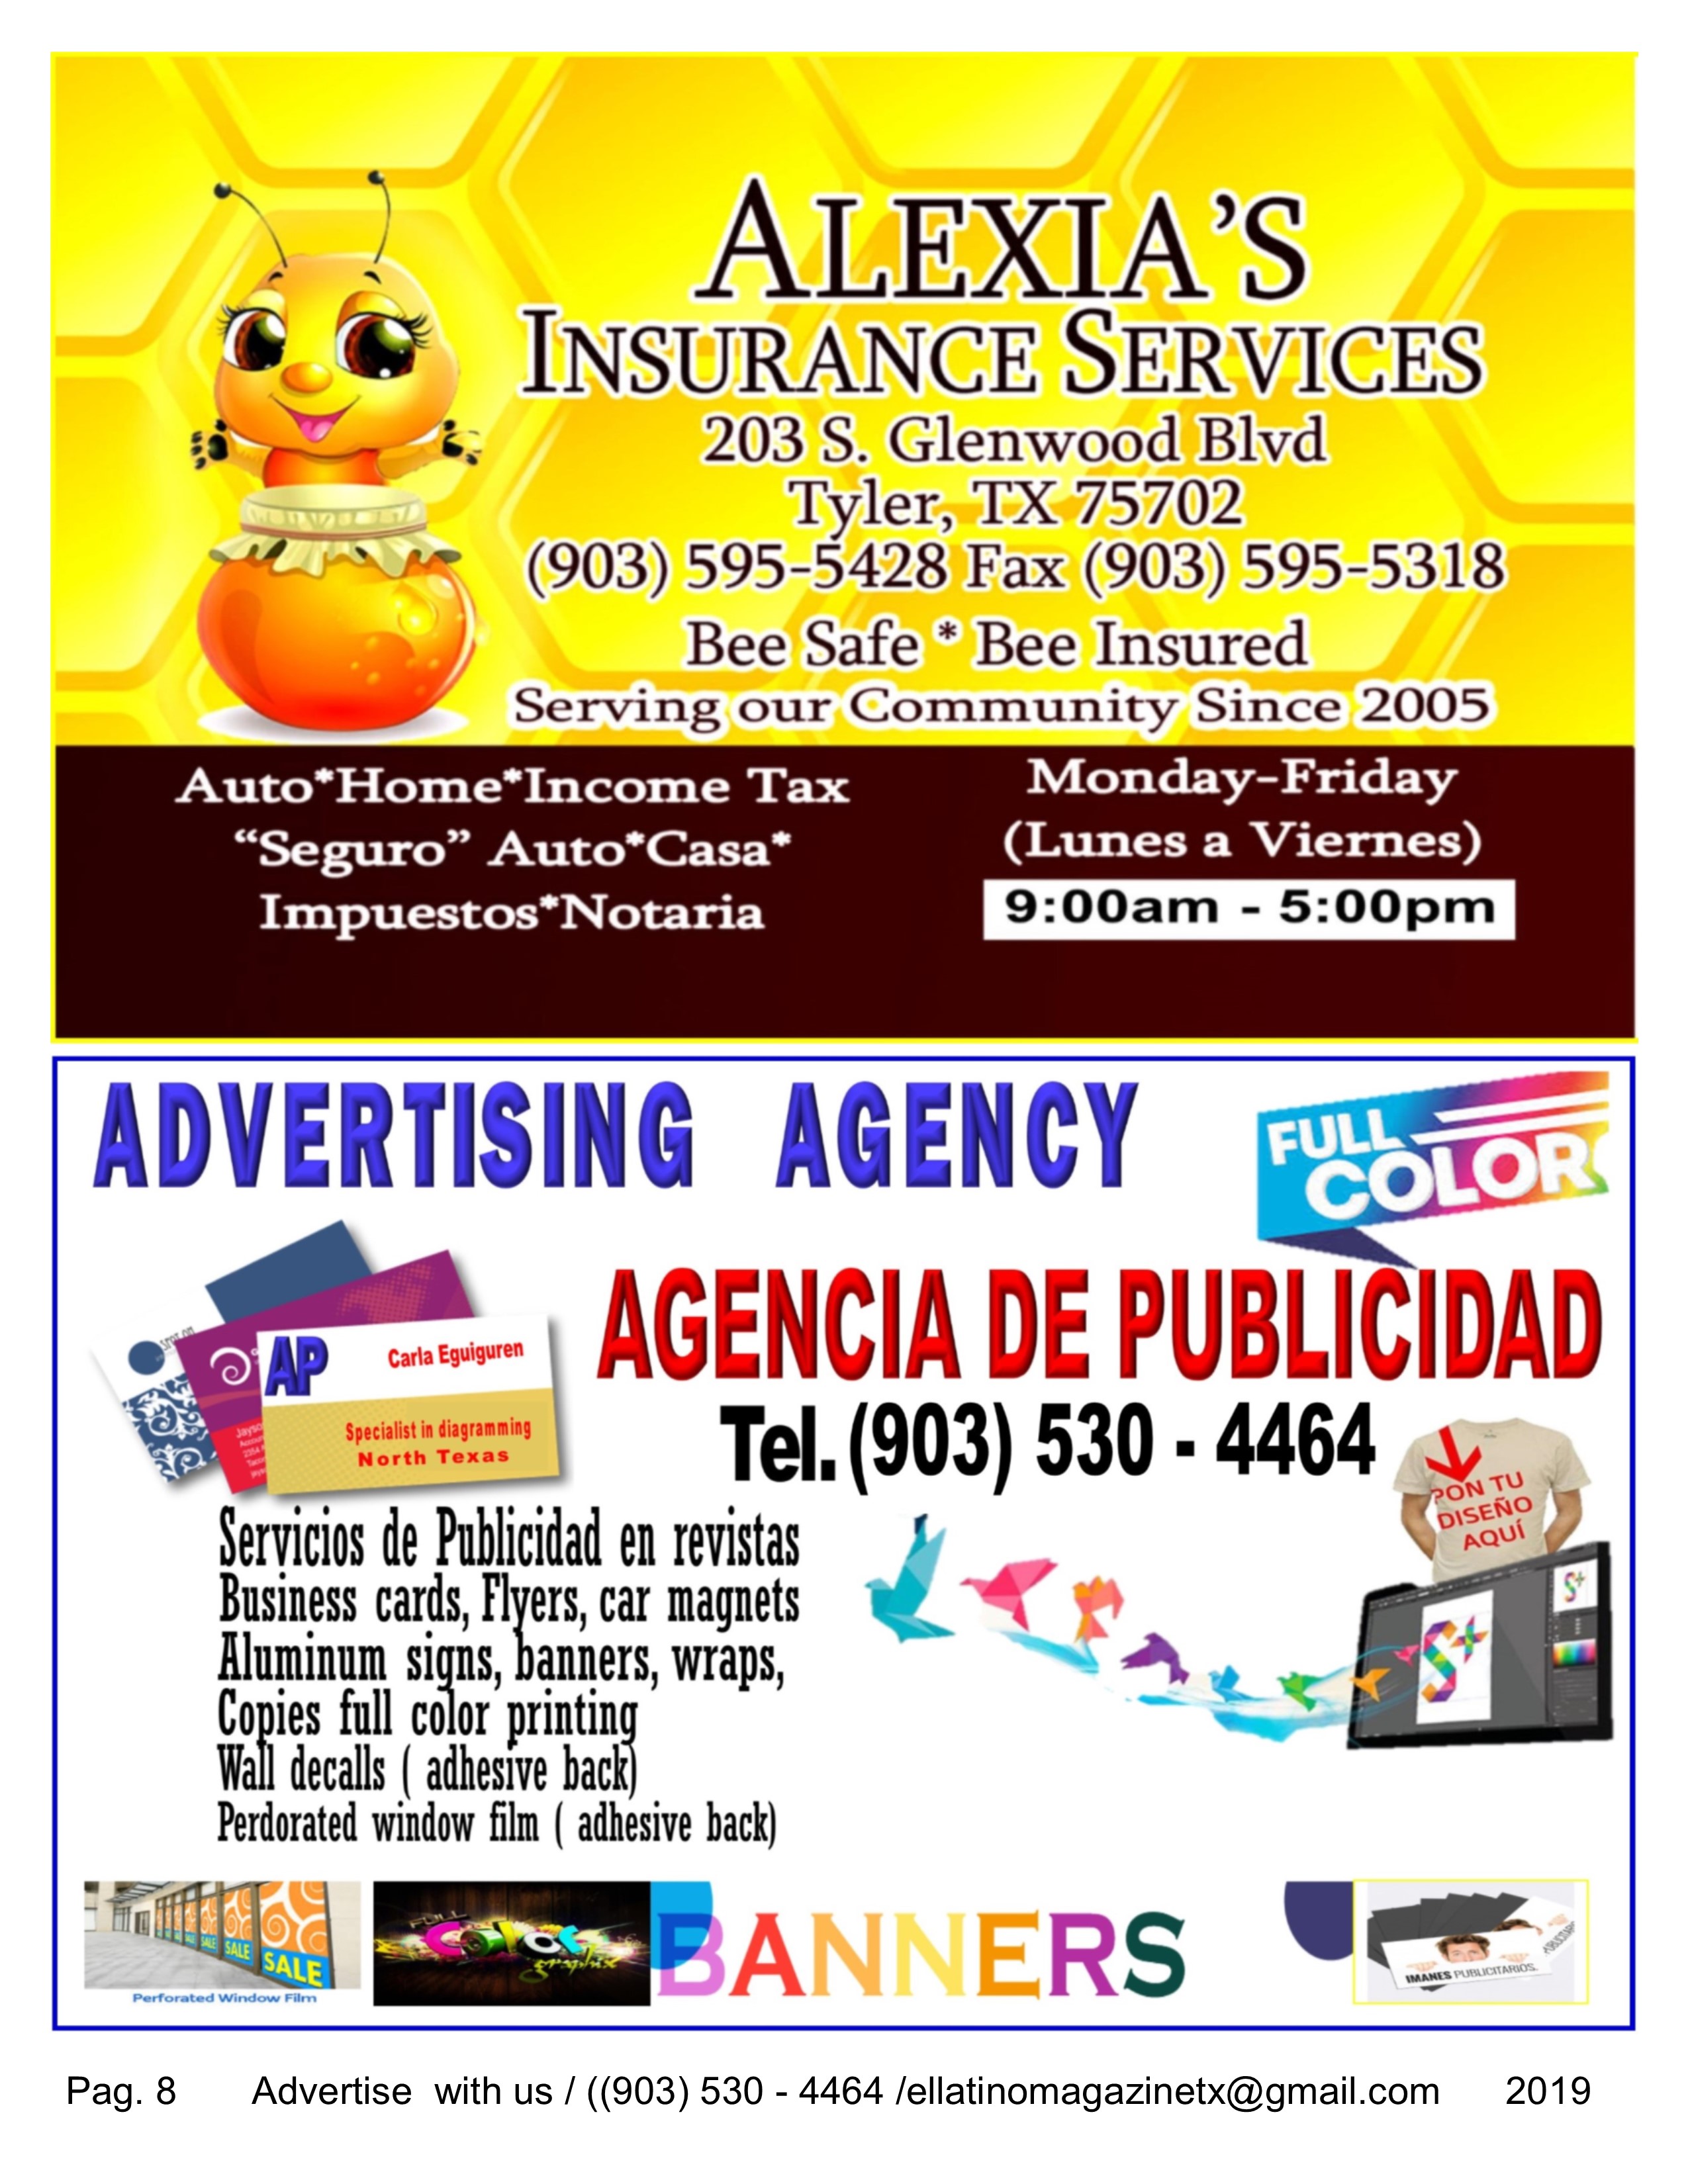 ALEXIA'S
INSURANCE SERVICES
203 S. Glenwood Blvd
Tyler, TX 75702
(903) 595-5428 Fax (903) 595-5318
Bee Safe * Bee Insured
Serving our Community Since 2005
Auto*Home*Income Tax
“Seguro” Auto*Casa*
Impuestos*Notaria
Monday-Friday
(Lunes a Viernes)
9:00am - 5:00pm
ADVERTISING AGENCY
FULL
COLOR
AGENCIA DE PUBLICIDAD
AP
Carla Eguiguren
Specialist in diagramming
North Texas
Tel. (903) 530 - 4464
PON TU
DISEÑO
AQUÍ
Servicios de Publicidad en revistas
Business cards, Flyers, car magnets
Aluminum signs, banners, wraps,
Copies full color printing
Wall decalls ( adhesive back)
Perdorated window film ( adhesive back)
S+
S+
SALE
SALE
SALE
Perforated Window Film
FULL
Color
graphix
BANNERS
IMANES PUBLICITARIOS.
Pag. 8 Advertise with us / ((903) 530 - 4464 /ellatinomagazinetx@gmail.com 2019